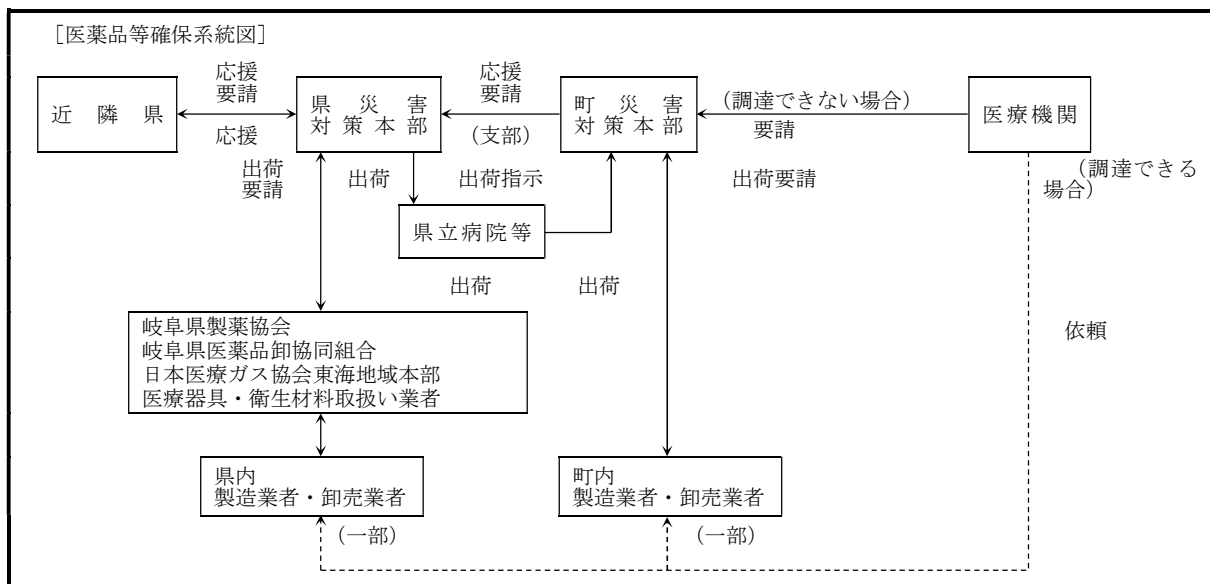 ［医薬品等確保系統図］
近隣県
応援
要請
応援
県災害
対策本部
応援
要請
(支部)
町災害
対策本部
(調達できない場合)
要請
医療機関
(調達できる
場合)
出荷
要請
出荷
出荷指示
出荷要請
県立病院等
出荷
出荷
岐阜県製薬協会
岐阜県医薬品卸協同組合
日本医療ガス協会東海地域本部
医療器具・衛生材料取扱い業者
依頼
県内
製造業者・卸売業者
町内
製造業者・卸売業者
(一部)
(一部)